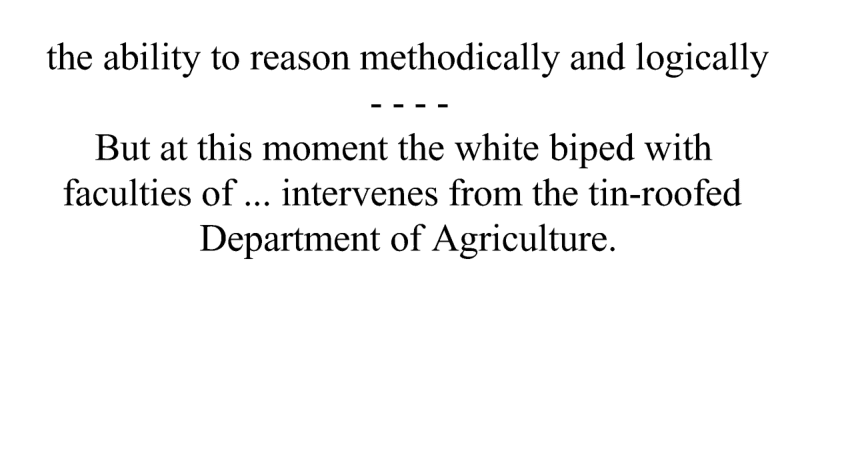 the ability to reason methodically and logically
- - - -
But at this moment the white biped with
faculties of ... intervenes from the tin-roofed
Department of Agriculture.